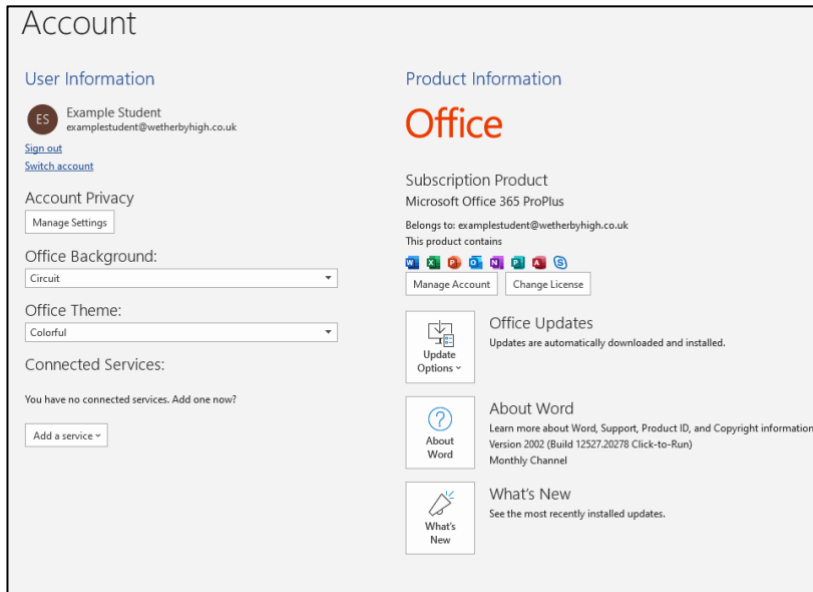 Account
User Information
ES
Example Student
examplestudent@wetherbyhigh.co.uk
Sign out
Switch account
Account Privacy
Manage Settings
Office Background:
Circuit
Office Theme:
Colorful
Connected Services:
You have no connected services. Add one now?
Add a service
Product Information
Office
Subscription Product
Microsoft Office 365 ProPlus
Belongs to: examplestudent@wetherbyhigh.co.uk
This product contains
W X P O N P A S
Manage Account Change License
Update
Options
Office Updates
Updates are automatically downloaded and installed.
About
Word
About Word
Learn more about Word, Support, Product ID, and Copyright information
Version 2002 (Build 12527.20278 Click-to-Run)
Monthly Channel
What's
New
What's New
See the most recently installed updates.